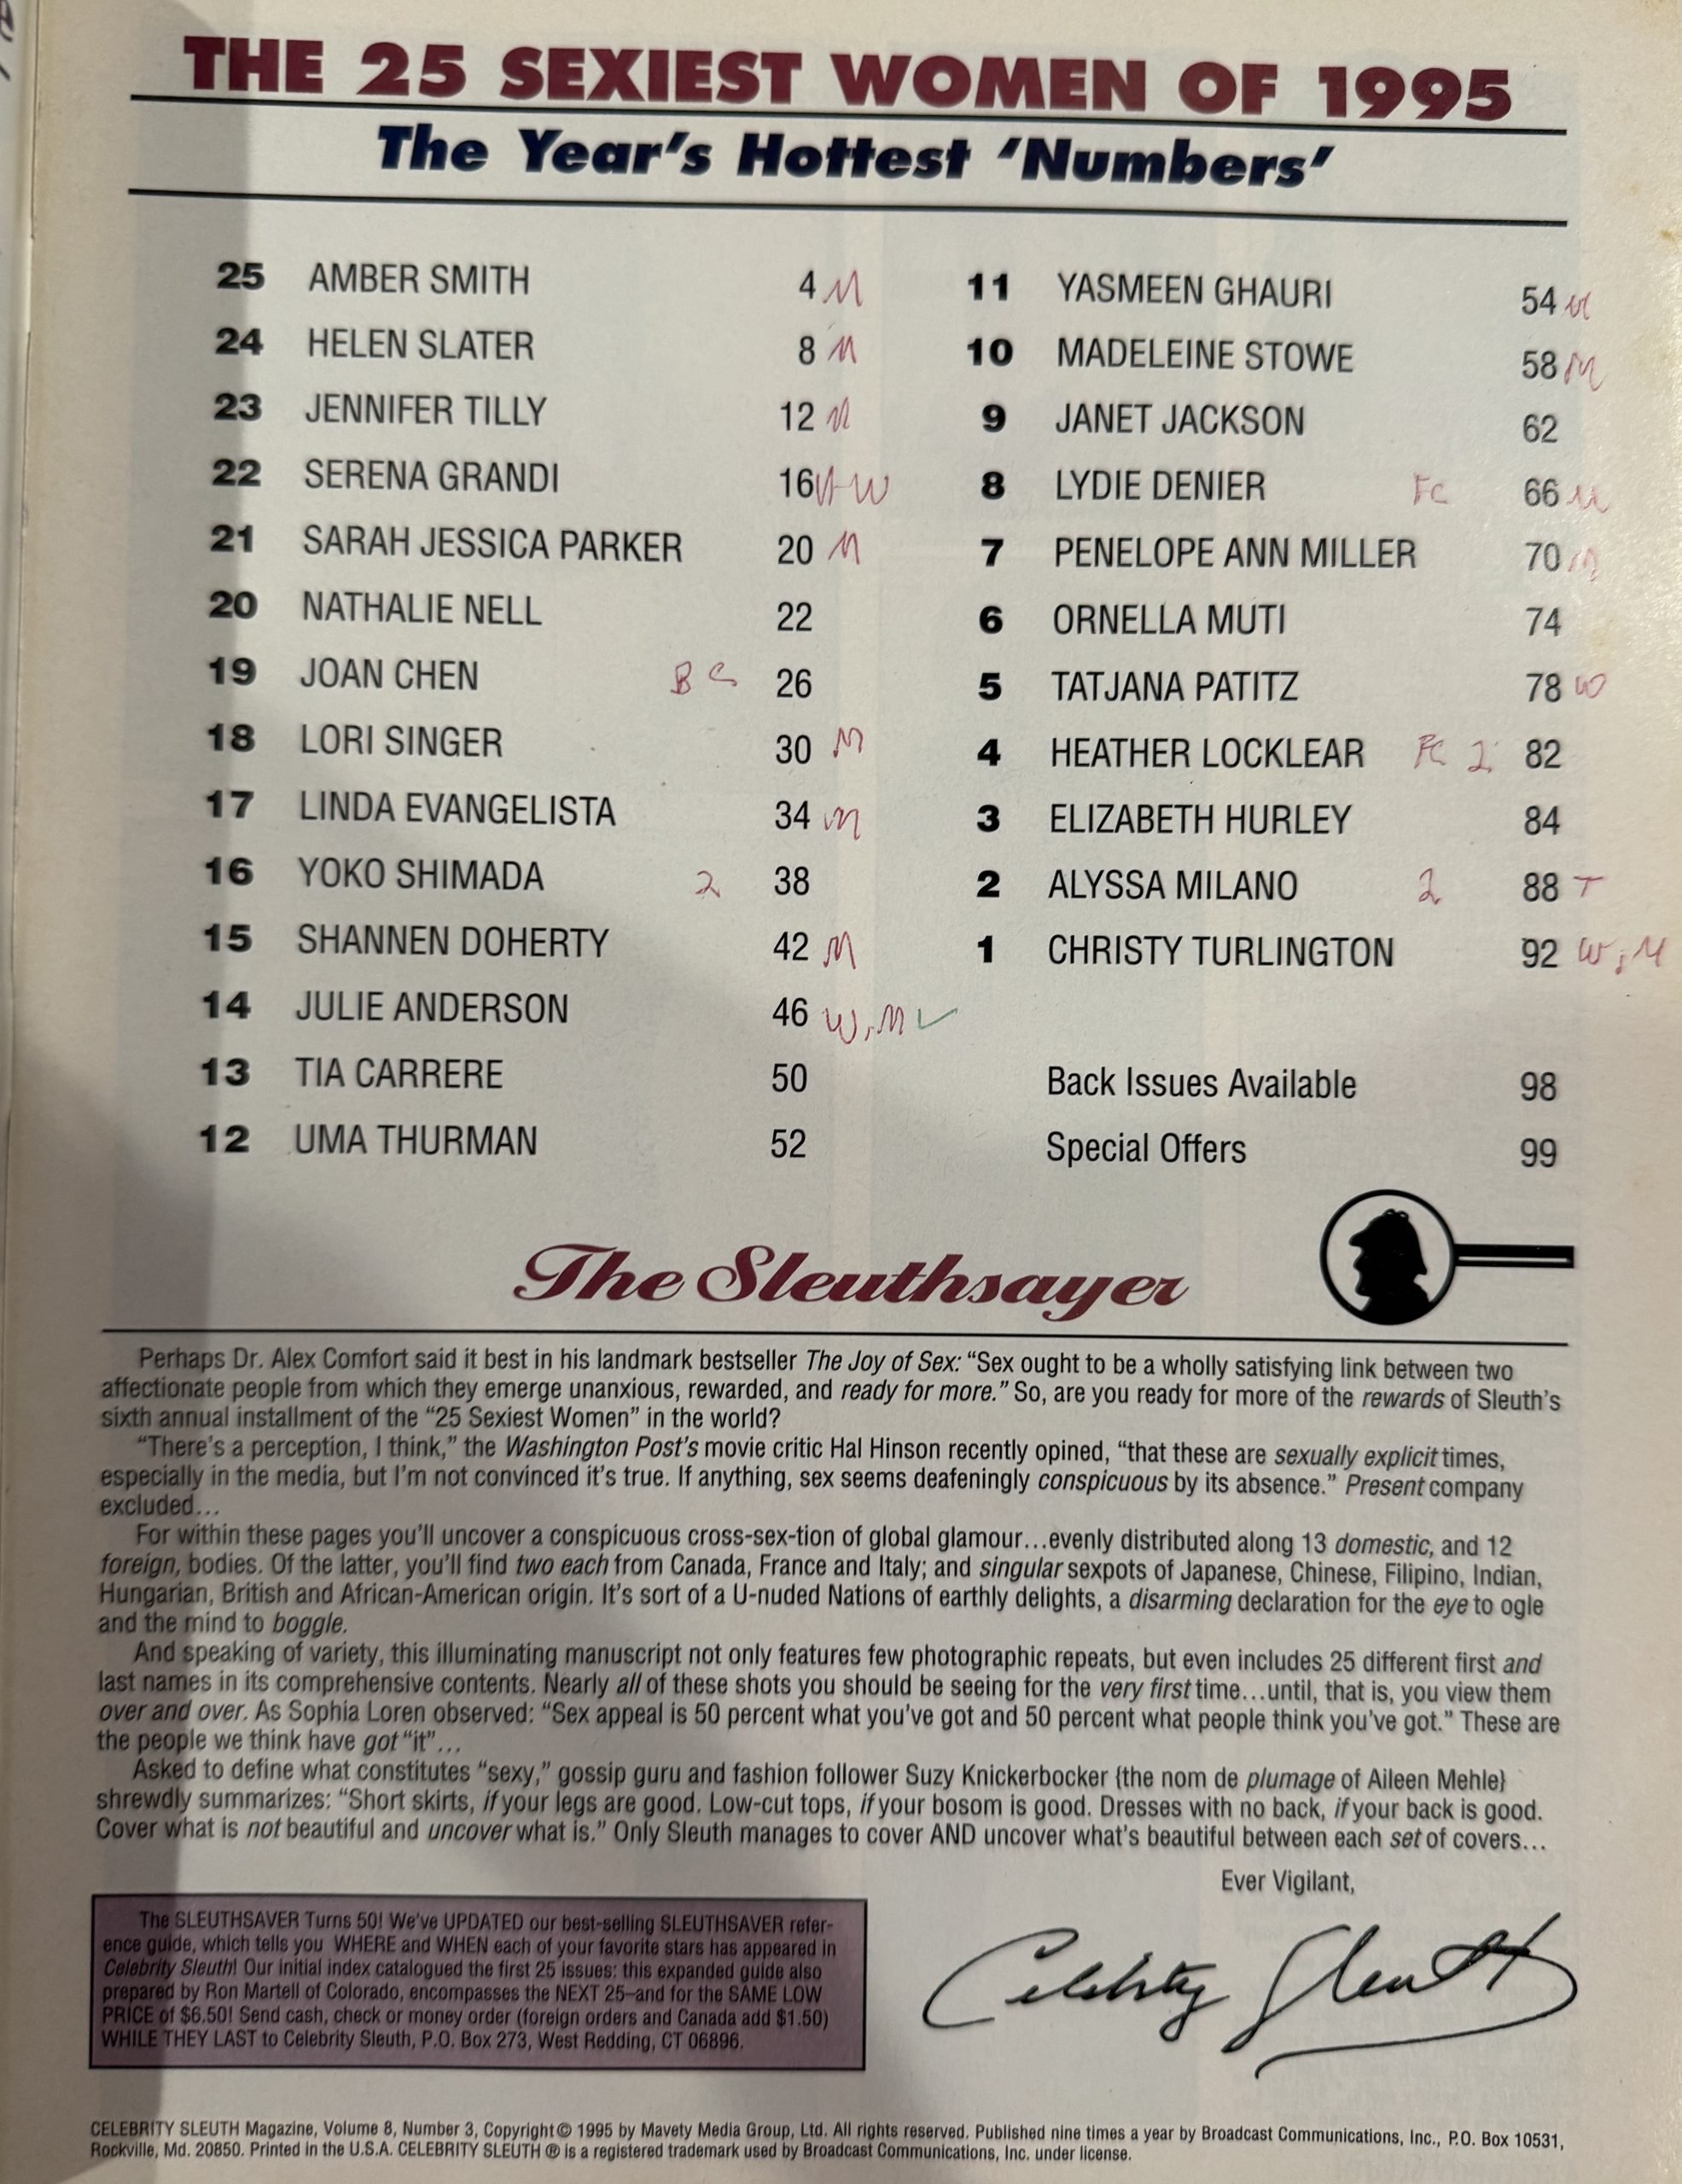 THE 25 SEXIEST WOMEN OF 1995
The Year's Hottest 'Numbers'
25 AMBER SMITH 4 M
24 HELEN SLATER 8 M
23 JENNIFER TILLY 12 M
22 SERENA GRANDI 16 W
21 SARAH JESSICA PARKER 20 M
20 NATHALIE NELL 22
19 JOAN CHEN BC 26
18 LORI SINGER 30 M
17 LINDA EVANGELISTA 34 M
16 YOKO SHIMADA 2 38
15 SHANNEN DOHERTY 42 M
14 JULIE ANDERSON 46 W, M ✓
13 TIA CARRERE 50
12 UMA THURMAN 52
11 YASMEEN GHAURI 54 M
10 MADELEINE STOWE 58 M
9 JANET JACKSON 62
8 LYDIE DENIER FC 66 M
7 PENELOPE ANN MILLER 70 M
6 ORNELLA MUTI 74
5 TATJANA PATITZ 78 W
4 HEATHER LOCKLEAR FC 2 82
3 ELIZABETH HURLEY 84
2 ALYSSA MILANO 2 88 T
1 CHRISTY TURLINGTON 92 W, M
Back Issues Available 98
Special Offers 99
The Sleuthsayer
Perhaps Dr. Alex Comfort said it best in his landmark bestseller The Joy of Sex: “Sex ought to be a wholly satisfying link between two
affectionate people from which they emerge unanxious, rewarded, and ready for more.” So, are you ready for more of the rewards of Sleuth's
sixth annual installment of the “25 Sexiest Women” in the world?
“There's a perception, I think,” the Washington Post's movie critic Hal Hinson recently opined, “that these are sexually explicit times,
especially in the media, but I'm not convinced it's true. If anything, sex seems deafeningly conspicuous by its absence.” Present company
excluded…
For within these pages you'll uncover a conspicuous cross-sex-tion of global glamour…evenly distributed along 13 domestic, and 12
foreign, bodies. Of the latter, you'll find two each from Canada, France and Italy; and singular sexpots of Japanese, Chinese, Filipino, Indian,
Hungarian, British and African-American origin. It's sort of a U-nuded Nations of earthly delights, a disarming declaration for the eye to ogle
and the mind to boggle.
And speaking of variety, this illuminating manuscript not only features few photographic repeats, but even includes 25 different first and
last names in its comprehensive contents. Nearly all of these shots you should be seeing for the very first time…until, that is, you view them
over and over. As Sophia Loren observed: “Sex appeal is 50 percent what you've got and 50 percent what people think you've got.” These are
the people we think have got “it”…
Asked to define what constitutes “sexy,” gossip guru and fashion follower Suzy Knickerbocker {the nom de plumage of Aileen Mehle}
shrewdly summarizes: “Short skirts, if your legs are good. Low-cut tops, if your bosom is good. Dresses with no back, if your back is good.
Cover what is not beautiful and uncover what is.” Only Sleuth manages to cover AND uncover what's beautiful between each set of covers…
Ever Vigilant,
Celebrity Sleuth
The SLEUTHSAVER Turns 50! We've UPDATED our best-selling SLEUTHSAVER refer-
ence guide, which tells you WHERE and WHEN each of your favorite stars has appeared in
Celebrity Sleuth! Our initial index catalogued the first 25 issues: this expanded guide also
prepared by Ron Martell of Colorado, encompasses the NEXT 25–and for the SAME LOW
PRICE of $6.50! Send cash, check or money order (foreign orders and Canada add $1.50)
WHILE THEY LAST to Celebrity Sleuth, P.O. Box 273, West Redding, CT 06896.
CELEBRITY SLEUTH Magazine, Volume 8, Number 3, Copyright © 1995 by Mavety Media Group, Ltd. All rights reserved. Published nine times a year by Broadcast Communications, Inc., P.O. Box 10531,
Rockville, Md. 20850. Printed in the U.S.A. CELEBRITY SLEUTH ® is a registered trademark used by Broadcast Communications, Inc. under license.